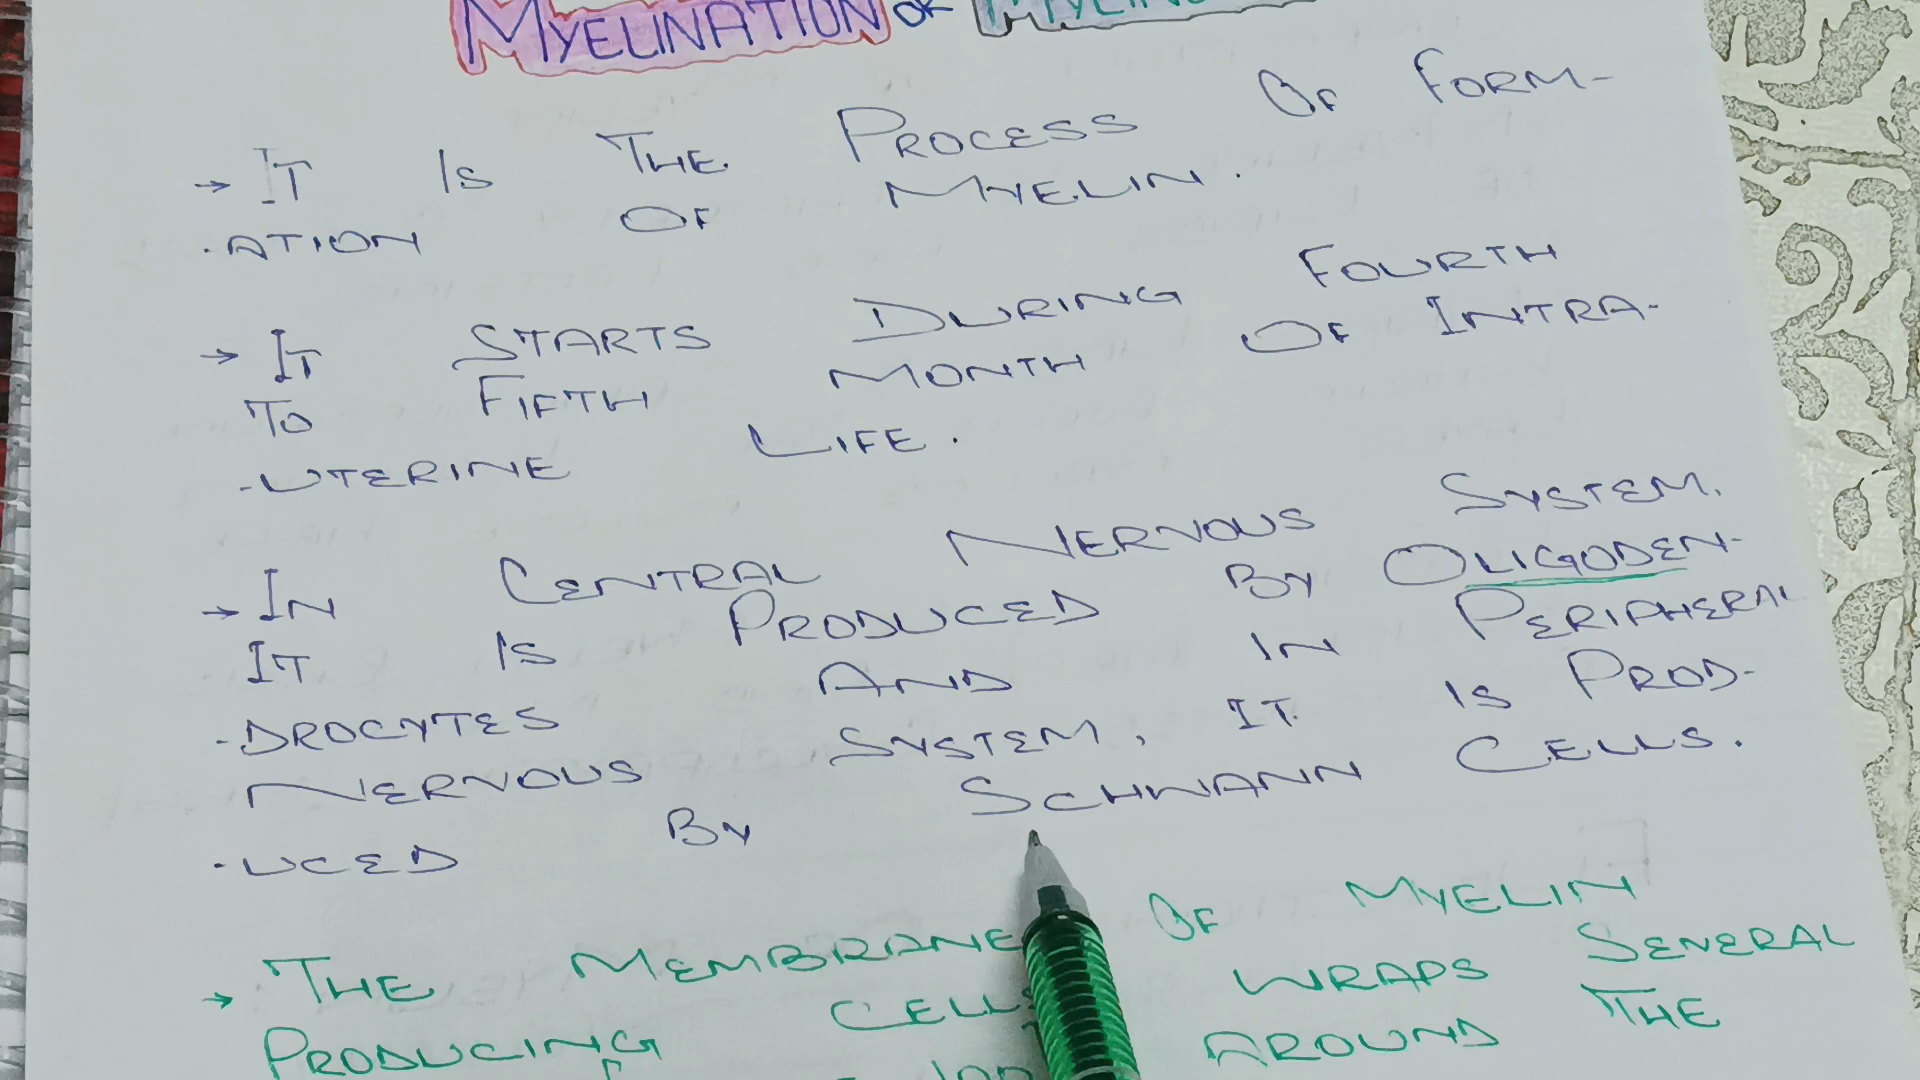 MYELINATION OR
→ IT IS THE PROCESS OF FORM-
-ATION OF MYELIN.
→ IT STARTS DURING FOURTH
TO FIFTH MONTH OF INTRA-
-UTERINE LIFE.
→ IN CENTRAL NERVOUS SYSTEM,
IT IS PRODUCED BY OLIGODEN-
-DROCYTES AND IN PERIPHERAL
NERVOUS SYSTEM, IT IS PROD-
-UCED BY SCHWANN CELLS.
→ THE MEMBRANE OF MYELIN
PRODUCING CELLS WRAPS SEVERAL
AROUND THE